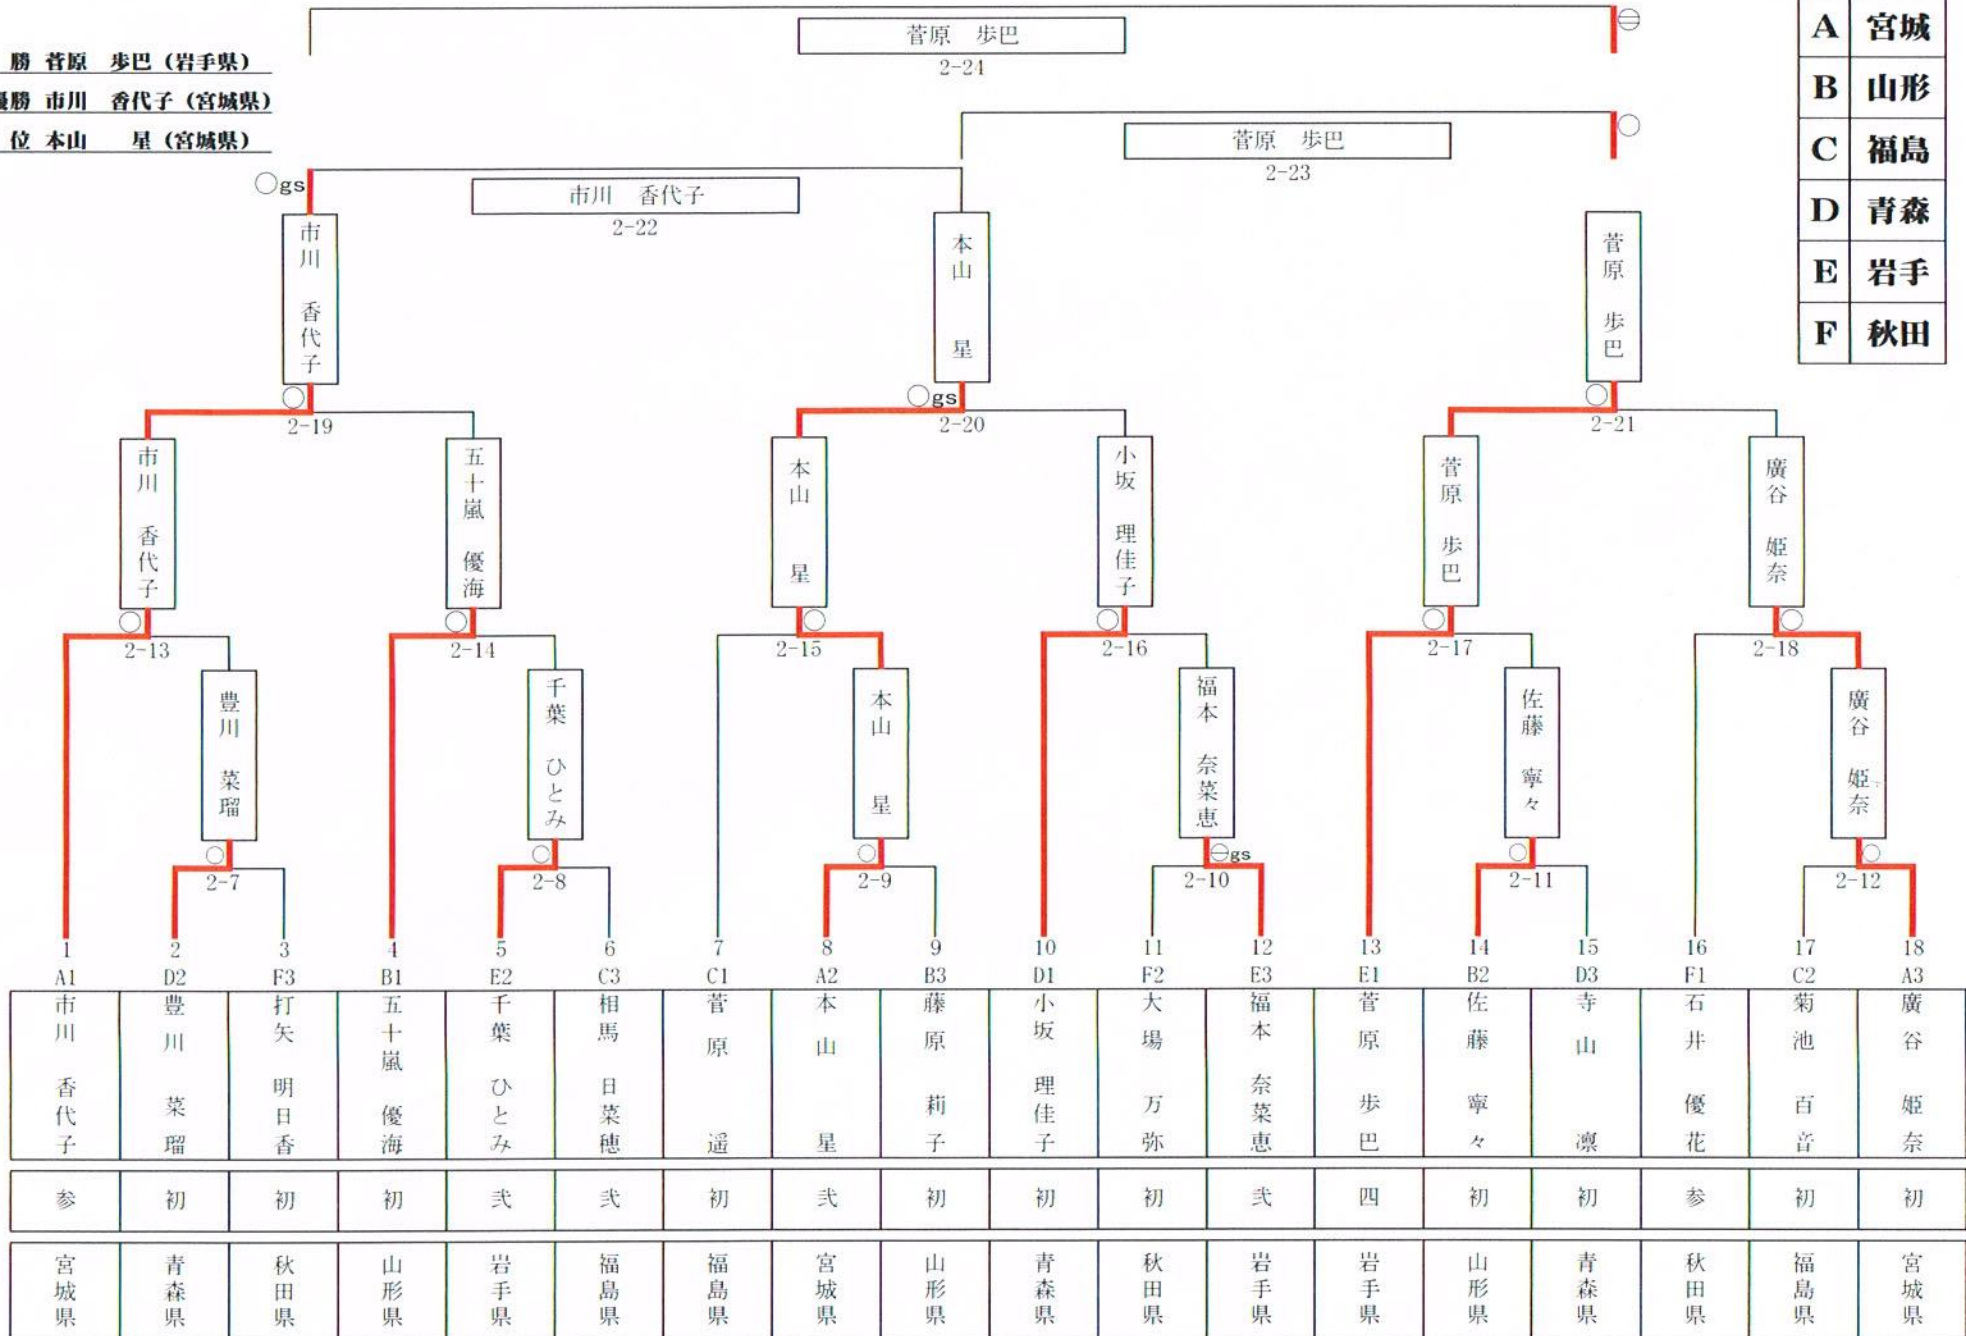 菅原　歩巴
2-24
勝 菅原　歩巴（岩手県）
優勝 市川　香代子（宮城県）
位 本山　　星（宮城県）
A 宮城
B 山形
C 福島
D 青森
E 岩手
F 秋田
菅原　歩巴
2-23
gs
市川　香代子
2-22
市川　香代子
本山　星
菅原　歩巴
gs
2-19
2-20
2-21
市川　香代子
五十嵐　優海
本山　星
小坂　理佳子
菅原　歩巴
廣谷　姫奈
2-13
2-14
2-15
2-16
2-17
2-18
豊川　菜瑠
千葉　ひとみ
本山　星
福本　奈菜恵
佐藤　寧々
廣谷　姫奈
gs
2-7
2-8
2-9
2-10
2-11
2-12
1 2 3 4 5 6 7 8 9 10 11 12 13 14 15 16 17 18
A1 D2 F3 B1 E2 C3 C1 A2 B3 D1 F2 E3 E1 B2 D3 F1 C2 A3
市川　香代子
豊川　菜瑠
打矢　明日香
五十嵐　優海
千葉　ひとみ
相馬　日菜穂
菅原　遥
本山　星
藤原　莉子
小坂　理佳子
大場　万弥
福本　奈菜恵
菅原　歩巴
佐藤　寧々
寺山　凛
石井　優花
菊池　百音
廣谷　姫奈
参 初 初 初 弐 弐 初 弐 初 初 初 弐 四 初 初 参 初 初
宮城県 青森県 秋田県 山形県 岩手県 福島県 福島県 宮城県 山形県 青森県 秋田県 岩手県 岩手県 山形県 青森県 秋田県 福島県 宮城県